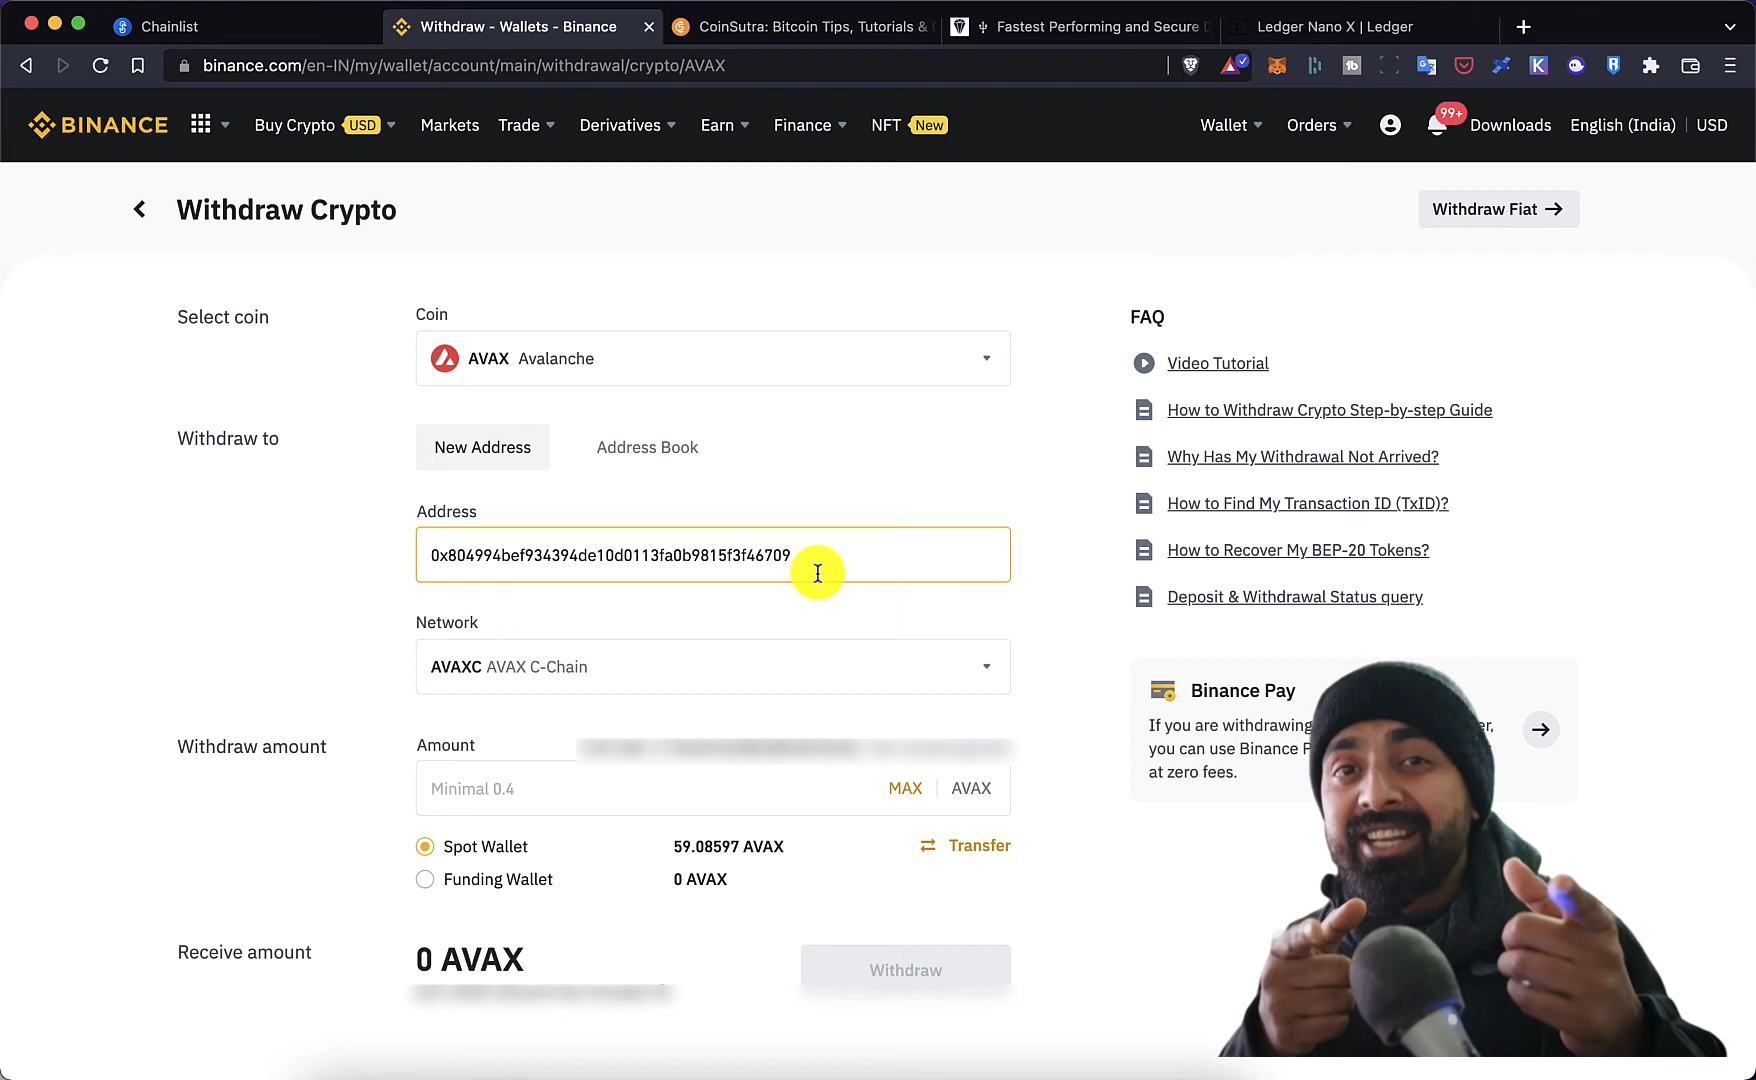 Chainlist
Withdraw - Wallets - Binance
CoinSutra: Bitcoin Tips, Tutorials &
Fastest Performing and Secure D
Ledger Nano X | Ledger
binance.com/en-IN/my/wallet/account/main/withdrawal/crypto/AVAX
BINANCE
Buy Crypto USD
Markets
Trade
Derivatives
Earn
Finance
NFT New
Wallet
Orders
99+
Downloads
English (India)
USD
Withdraw Crypto
Withdraw Fiat
Select coin
Coin
AVAX Avalanche
Withdraw to
New Address
Address Book
Address
0x804994bef934394de10d0113fa0b9815f3f46709
Network
AVAXC AVAX C-Chain
Withdraw amount
Amount
Minimal 0.4
MAX
AVAX
Spot Wallet
59.08597 AVAX
Transfer
Funding Wallet
0 AVAX
Receive amount
0 AVAX
Withdraw
FAQ
Video Tutorial
How to Withdraw Crypto Step-by-step Guide
Why Has My Withdrawal Not Arrived?
How to Find My Transaction ID (TxID)?
How to Recover My BEP-20 Tokens?
Deposit & Withdrawal Status query
Binance Pay
If you are withdrawing
you can use Binance P
at zero fees.